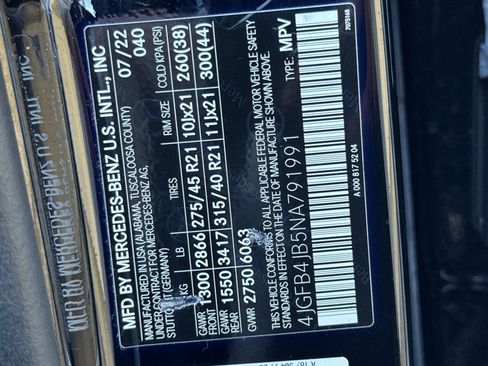 MFD BY MERCEDES-BENZ U.S. INTL., INC 07/22
MANUFACTURED IN USA (ALABAMA, TUSCALOOSA COUNTY) 040
UNDER CONTRACT FOR MERCEDES-BENZ AG,
STUTTGART (GERMANY)
KG LB TIRES RIM SIZE COLD KPA (PSI)
GAWR FRONT 1300 2866 275/45 R21 10Jx21 260(38)
GAWR REAR 1550 3417 315/40 R21 11Jx21 300(44)
GVWR 2750 6063
THIS VEHICLE CONFORMS TO ALL APPLICABLE FEDERAL MOTOR VEHICLE SAFETY
STANDARDS IN EFFECT ON THE DATE OF MANUFACTURE SHOWN ABOVE.
4JGFB4JB5NA791991 TYPE: MPV
A 000 817 52 04